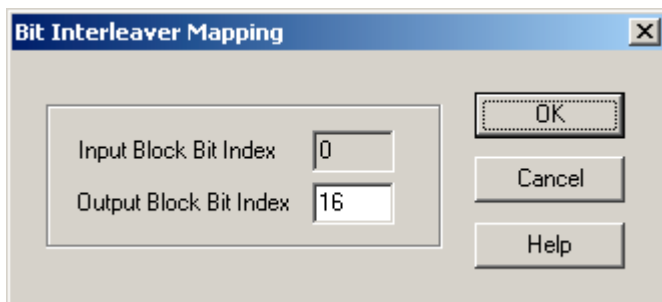 Bit Interleaver Mapping
Input Block Bit Index 0
Output Block Bit Index 16
OK
Cancel
Help